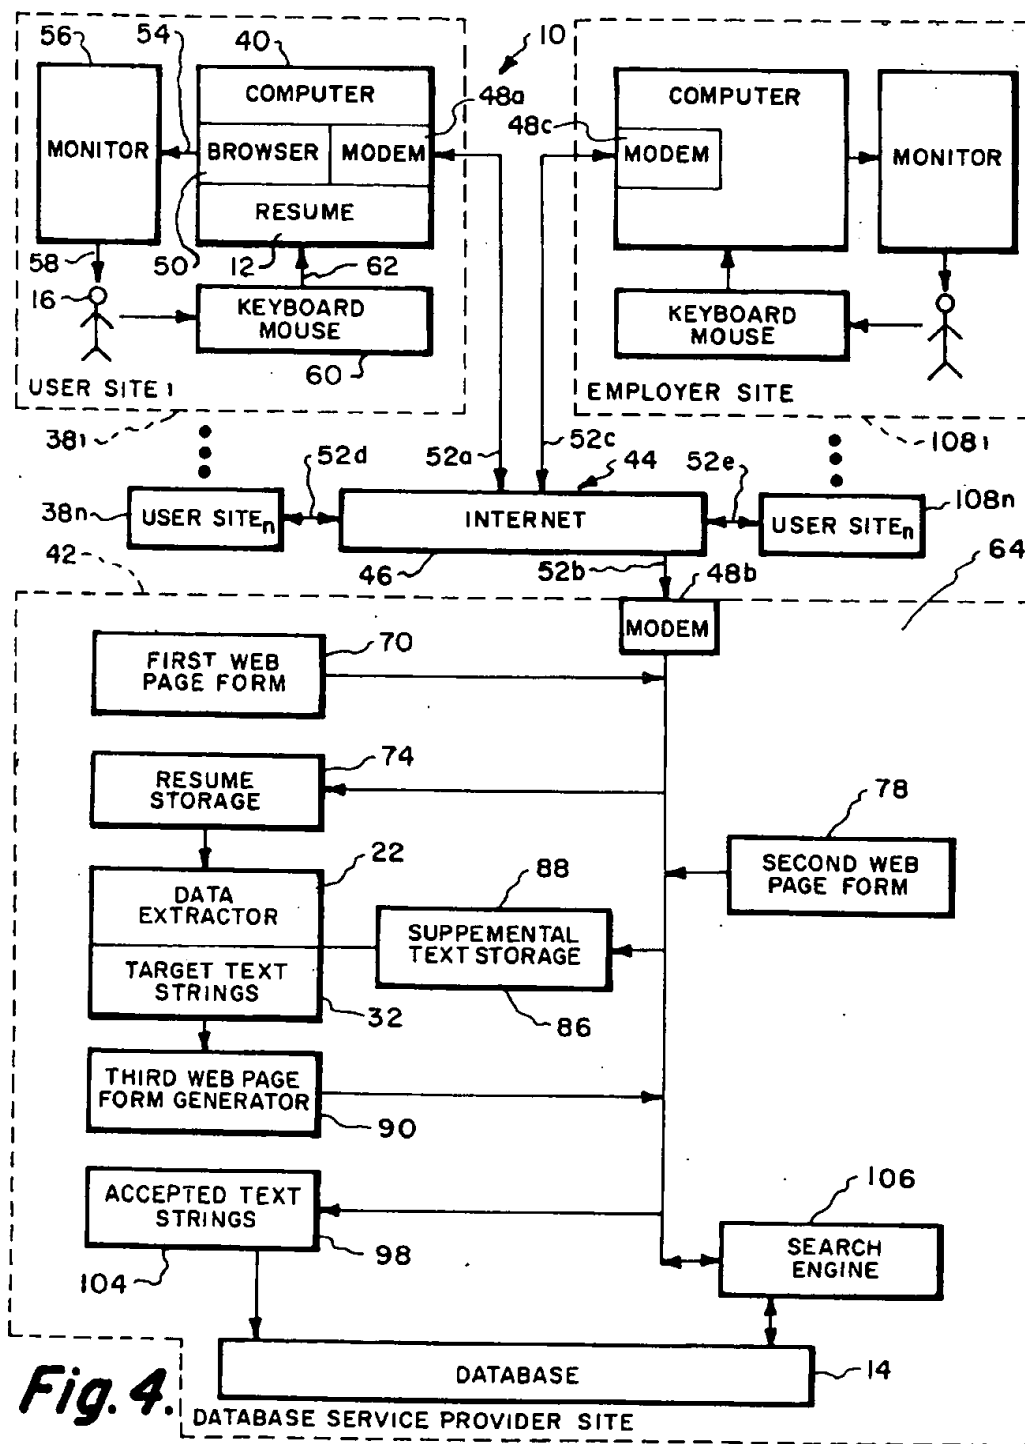 56
54
40
10
COMPUTER
48a
MONITOR
BROWSER
MODEM
RESUME
58
50
12
62
16
KEYBOARD
MOUSE
60
USER SITE 1
38₁
COMPUTER
48c
MODEM
MONITOR
KEYBOARD
MOUSE
EMPLOYER SITE
108₁
52d
52a
52c
44
52e
38n
USER SITEn
INTERNET
USER SITEn
108n
42
46
52b
48b
64
MODEM
FIRST WEB
PAGE FORM
70
RESUME
STORAGE
74
78
SECOND WEB
PAGE FORM
DATA
EXTRACTOR
22
88
SUPPEMENTAL
TEXT STORAGE
TARGET TEXT
STRINGS
32
86
THIRD WEB PAGE
FORM GENERATOR
90
ACCEPTED TEXT
STRINGS
106
104
98
SEARCH
ENGINE
DATABASE
14
Fig. 4.
DATABASE SERVICE PROVIDER SITE